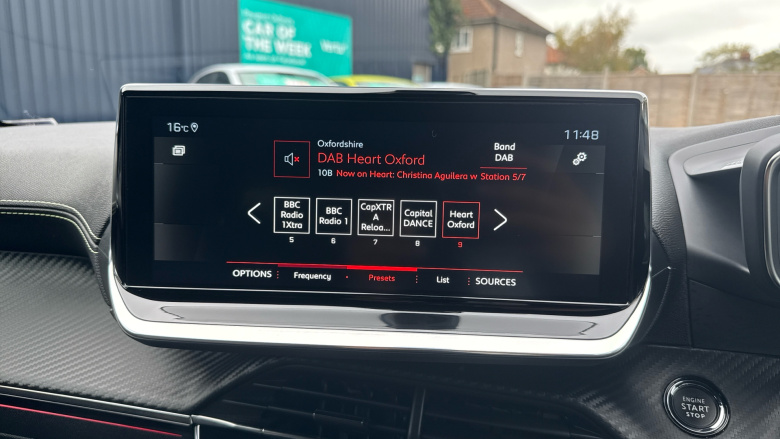 CAR OF
THE WEEK
16°C
11:48
Oxfordshire
DAB Heart Oxford
10B Now on Heart: Christina Aguilera w Station 5/7
Band
DAB
BBC
Radio
1Xtra
5
BBC
Radio 1
6
CapXTR
A
Reloa...
7
Capital
DANCE
8
Heart
Oxford
9
OPTIONS
Frequency
Presets
List
SOURCES
ENGINE
START
STOP